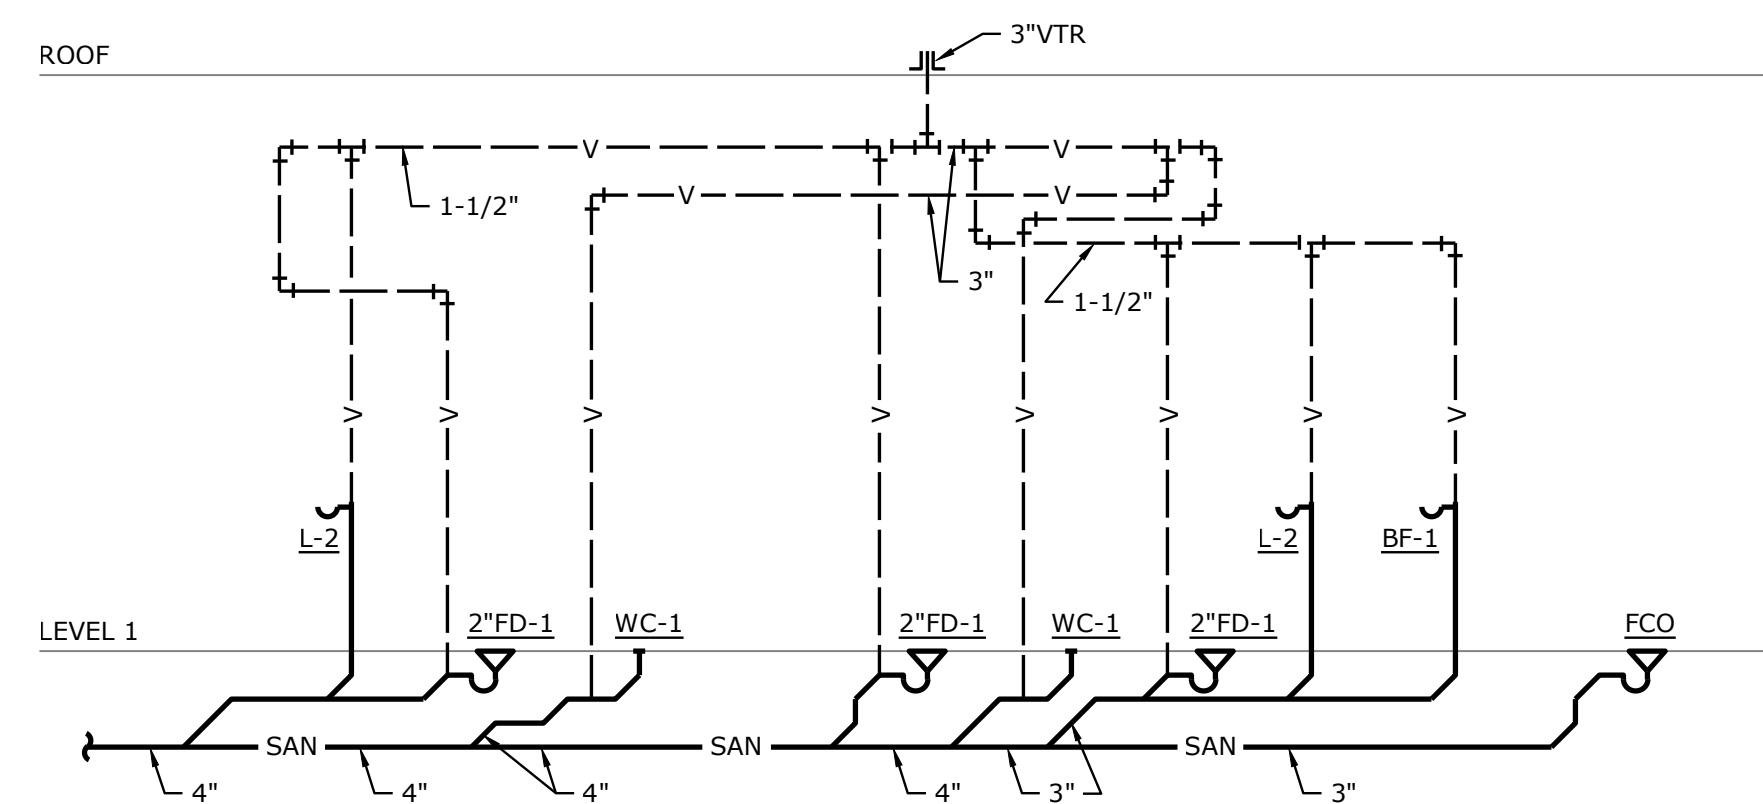 3"VTR
ROOF
V
V
V
V
1-1/2"
3"
1-1/2"
V
V
V
V
V
V
V
V
L-2
L-2
BF-1
2"FD-1
WC-1
2"FD-1
WC-1
2"FD-1
FCO
LEVEL 1
SAN
SAN
SAN
4"
4"
4"
4"
3"
3"